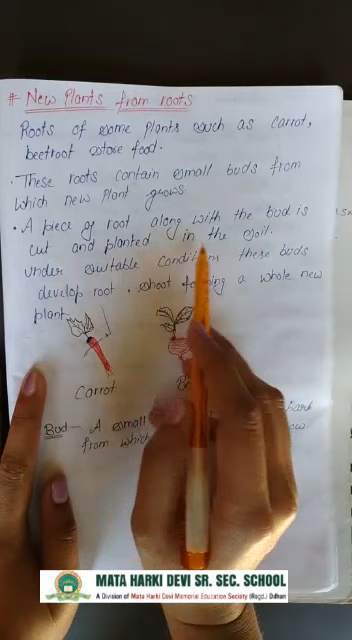 # New Plants from roots
Roots of some plants such as carrot,
beetroot store food.
• These roots contain small buds from
which new plant grows
• A piece of root along with the bud is
cut and planted in the soil.
under suitable condition these buds
develop root. shoot forming a whole new
plant.
Carrot
Bud - A small
from which
MATA HARKI DEVI SR. SEC. SCHOOL
A Division of Mata Harki Devi Memorial Education Society (Regd.) Odhan